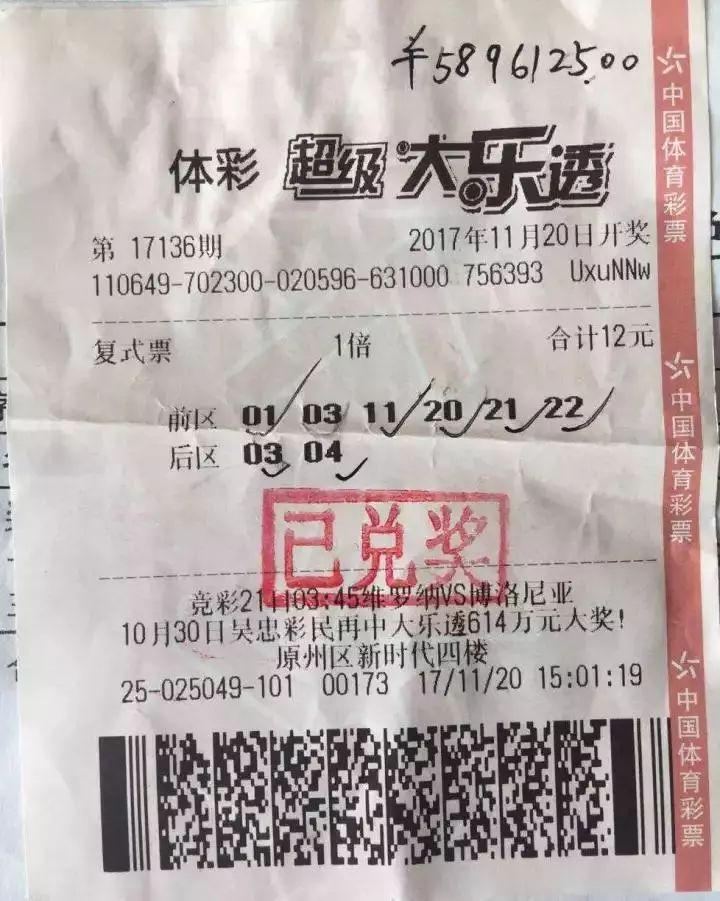 ¥5896125.00
体彩 超级大乐透
第 17136期 2017年11月20日开奖
110649-702300-020596-631000 756393 UxuNNw
复式票 1倍 合计12元
前区 01 03 11 20 21 22
后区 03 04
已兑奖
竞彩21日03:45维罗纳VS博洛尼亚
10月30日吴忠彩民再中大乐透614万元大奖!
原州区新时代四楼
25-025049-101 00173 17/11/20 15:01:19
中国体育彩票
中国体育彩票
中国体育彩票